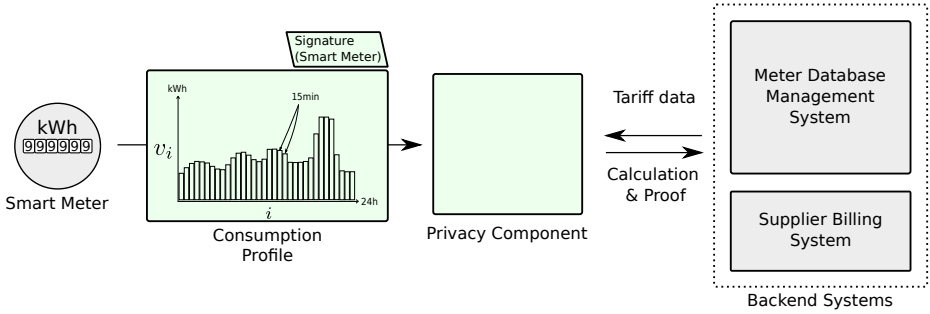 kWh
999999
Smart Meter
Signature
(Smart Meter)
kWh
15min
v_i
24h
i
Consumption
Profile
Privacy Component
Tariff data
Calculation
& Proof
Meter Database
Management
System
Supplier Billing
System
Backend Systems